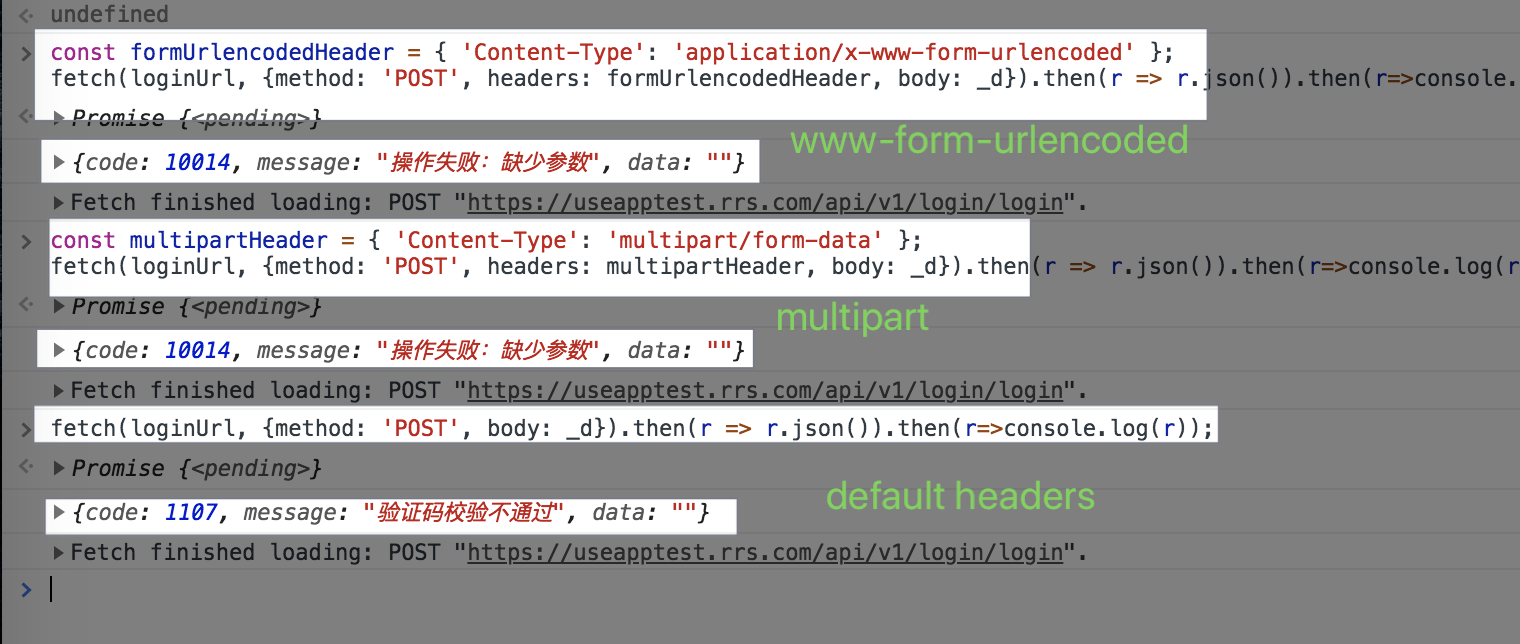 undefined
const formUrlencodedHeader = { 'Content-Type': 'application/x-www-form-urlencoded' };
fetch(loginUrl, {method: 'POST', headers: formUrlencodedHeader, body: _d}).then(r => r.json()).then(r=>console.
Promise {<pending>}
www-form-urlencoded
{code: 10014, message: "操作失败：缺少参数", data: ""}
Fetch finished loading: POST "https://useapptest.rrs.com/api/v1/login/login".
const multipartHeader = { 'Content-Type': 'multipart/form-data' };
fetch(loginUrl, {method: 'POST', headers: multipartHeader, body: _d}).then(r => r.json()).then(r=>console.log(r
Promise {<pending>}
multipart
{code: 10014, message: "操作失败：缺少参数", data: ""}
Fetch finished loading: POST "https://useapptest.rrs.com/api/v1/login/login".
fetch(loginUrl, {method: 'POST', body: _d}).then(r => r.json()).then(r=>console.log(r));
Promise {<pending>}
default headers
{code: 1107, message: "验证码校验不通过", data: ""}
Fetch finished loading: POST "https://useapptest.rrs.com/api/v1/login/login".